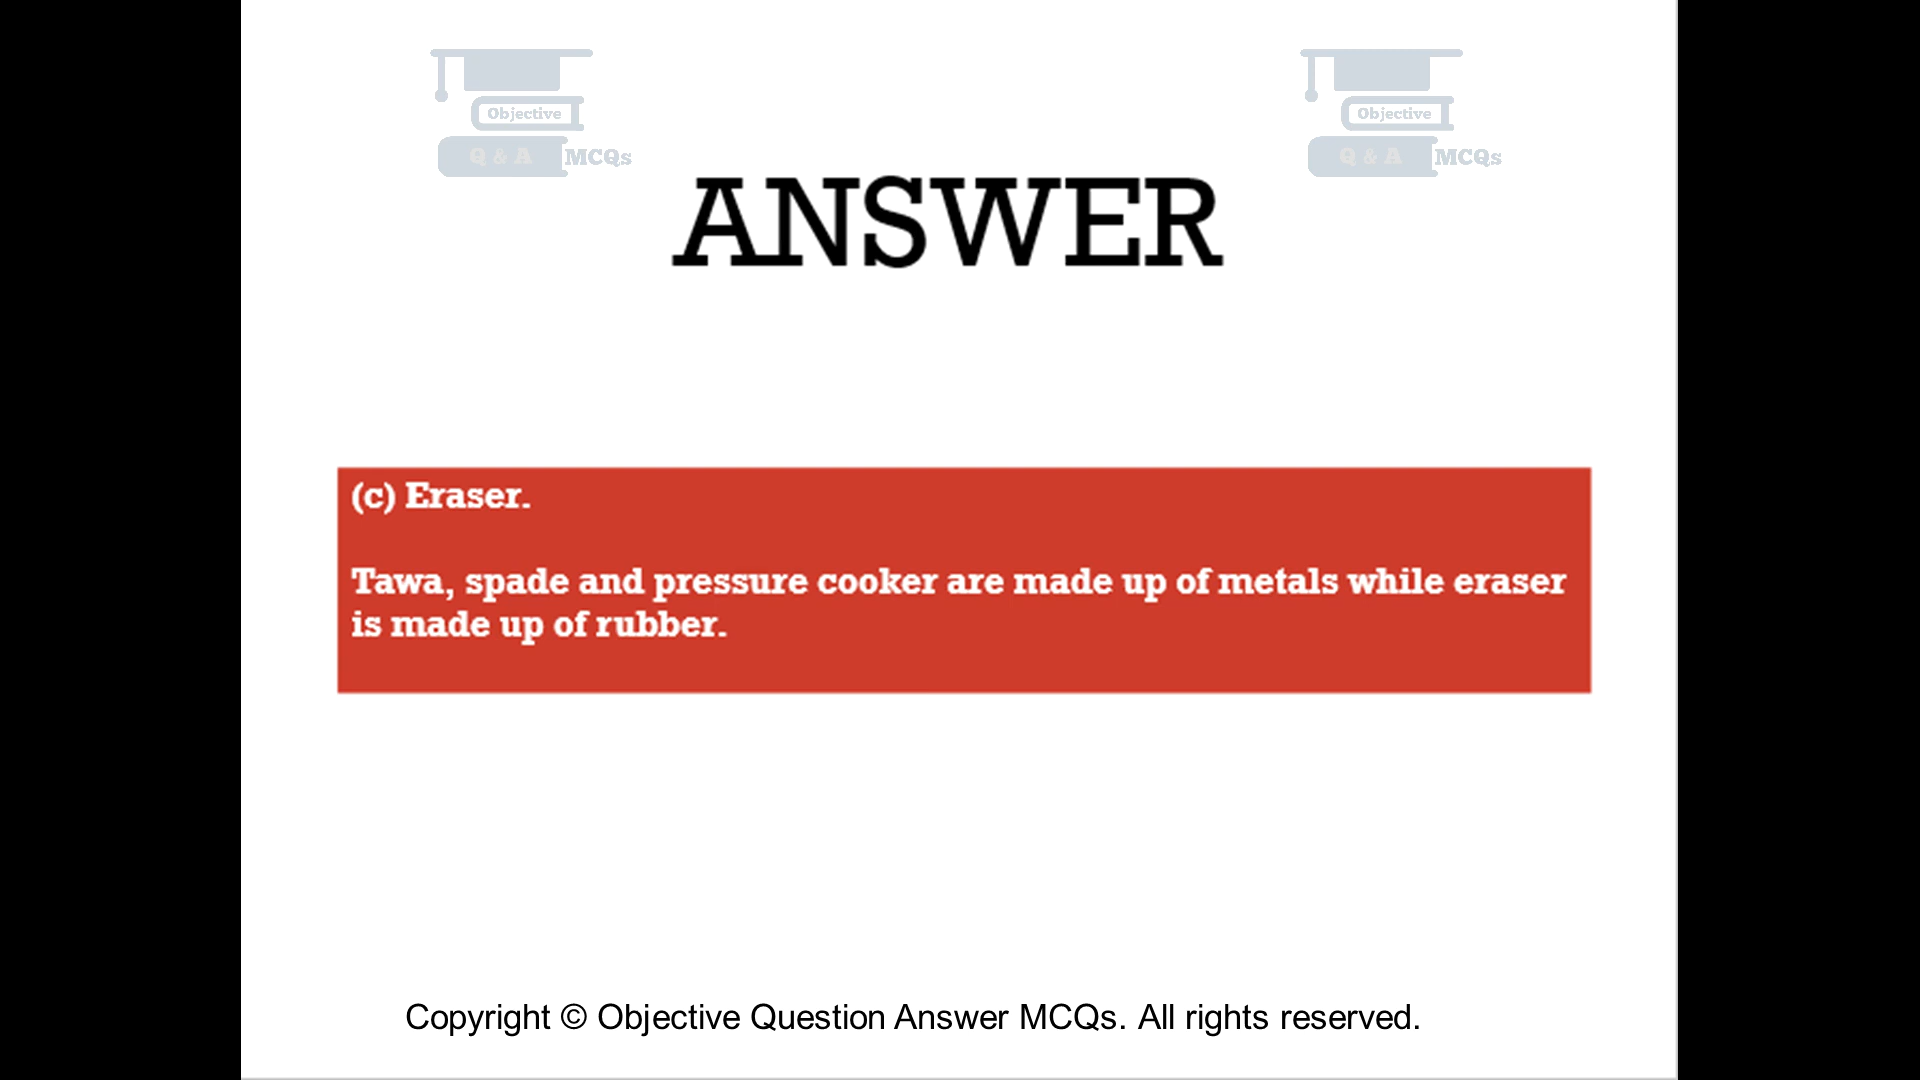 Objective
Q & A MCQs
Objective
Q & A MCQs
ANSWER
(c) Eraser.
Tawa, spade and pressure cooker are made up of metals while eraser
is made up of rubber.
Copyright © Objective Question Answer MCQs. All rights reserved.